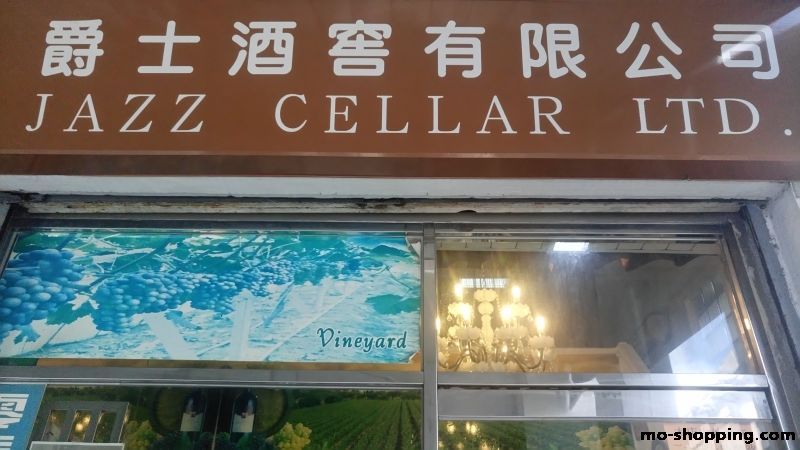 爵士酒窖有限公司
JAZZ CELLAR LTD.
Vineyard
mo-shopping.com